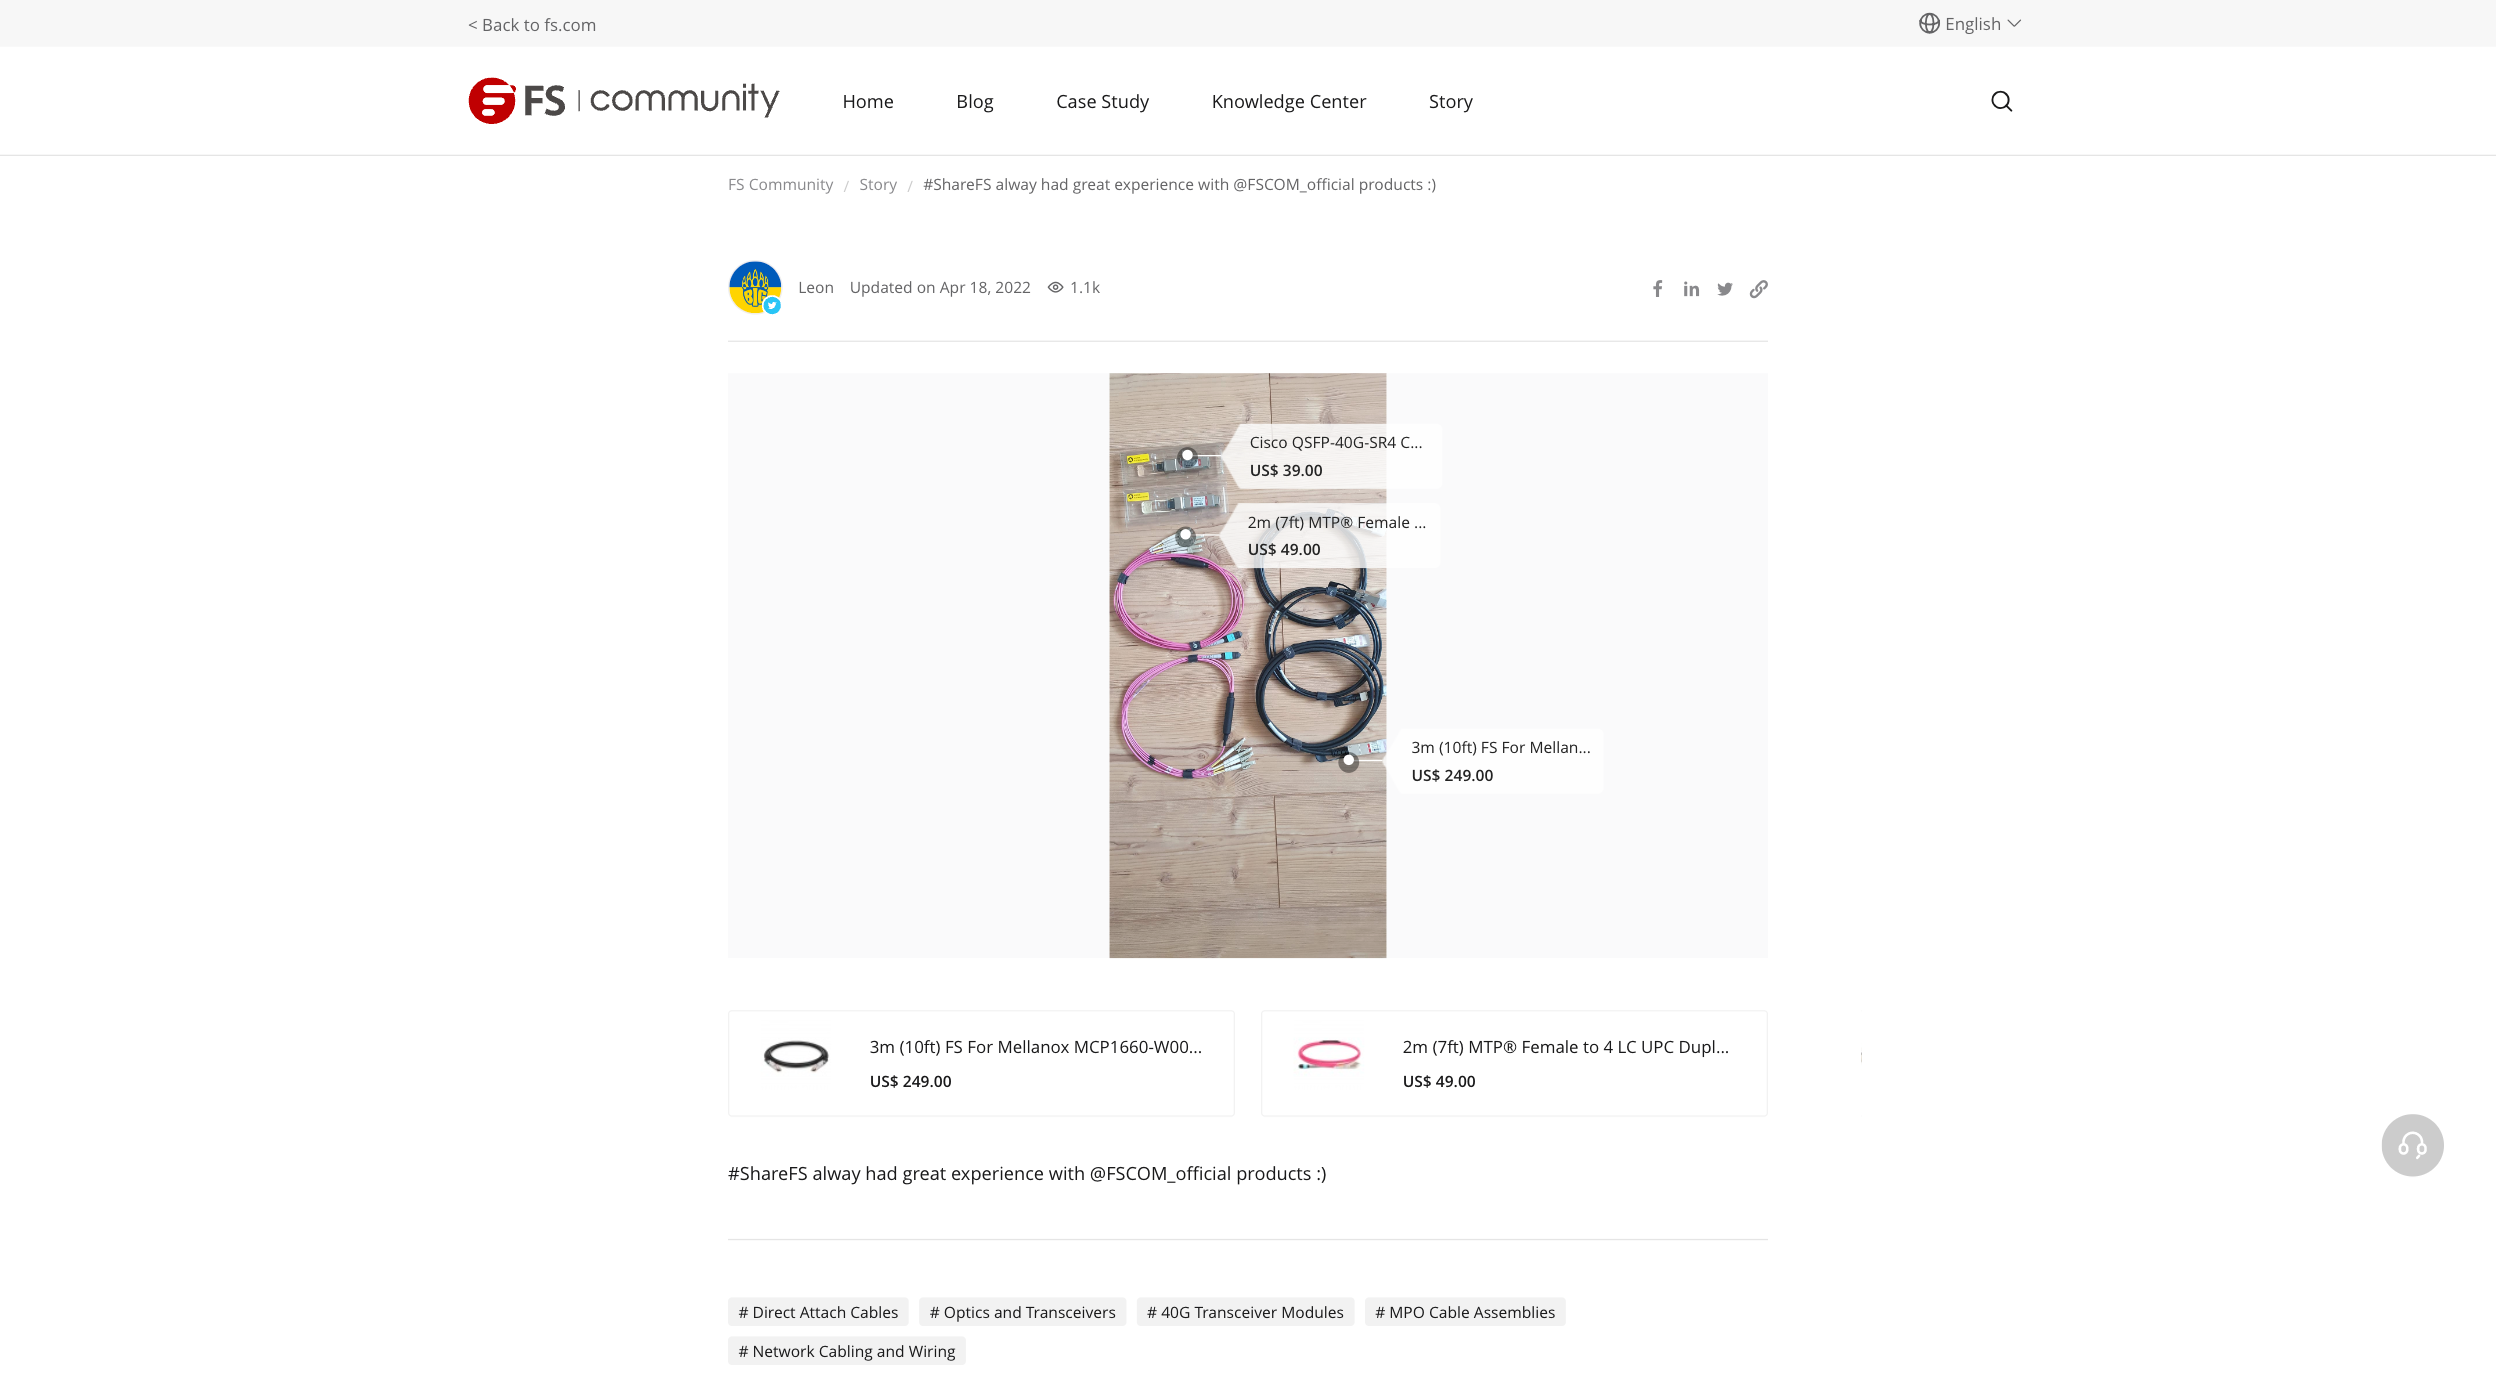 < Back to fs.com
English
FS | community
Home
Blog
Case Study
Knowledge Center
Story
FS Community / Story / #ShareFS alway had great experience with @FSCOM_official products :)
BTC
Leon Updated on Apr 18, 2022 1.1k
Cisco QSFP-40G-SR4 C...
US$ 39.00
2m (7ft) MTP® Female ...
US$ 49.00
3m (10ft) FS For Mellan...
US$ 249.00
3m (10ft) FS For Mellanox MCP1660-W00...
US$ 249.00
2m (7ft) MTP® Female to 4 LC UPC Dupl...
US$ 49.00
#ShareFS alway had great experience with @FSCOM_official products :)
# Direct Attach Cables
# Optics and Transceivers
# 40G Transceiver Modules
# MPO Cable Assemblies
# Network Cabling and Wiring